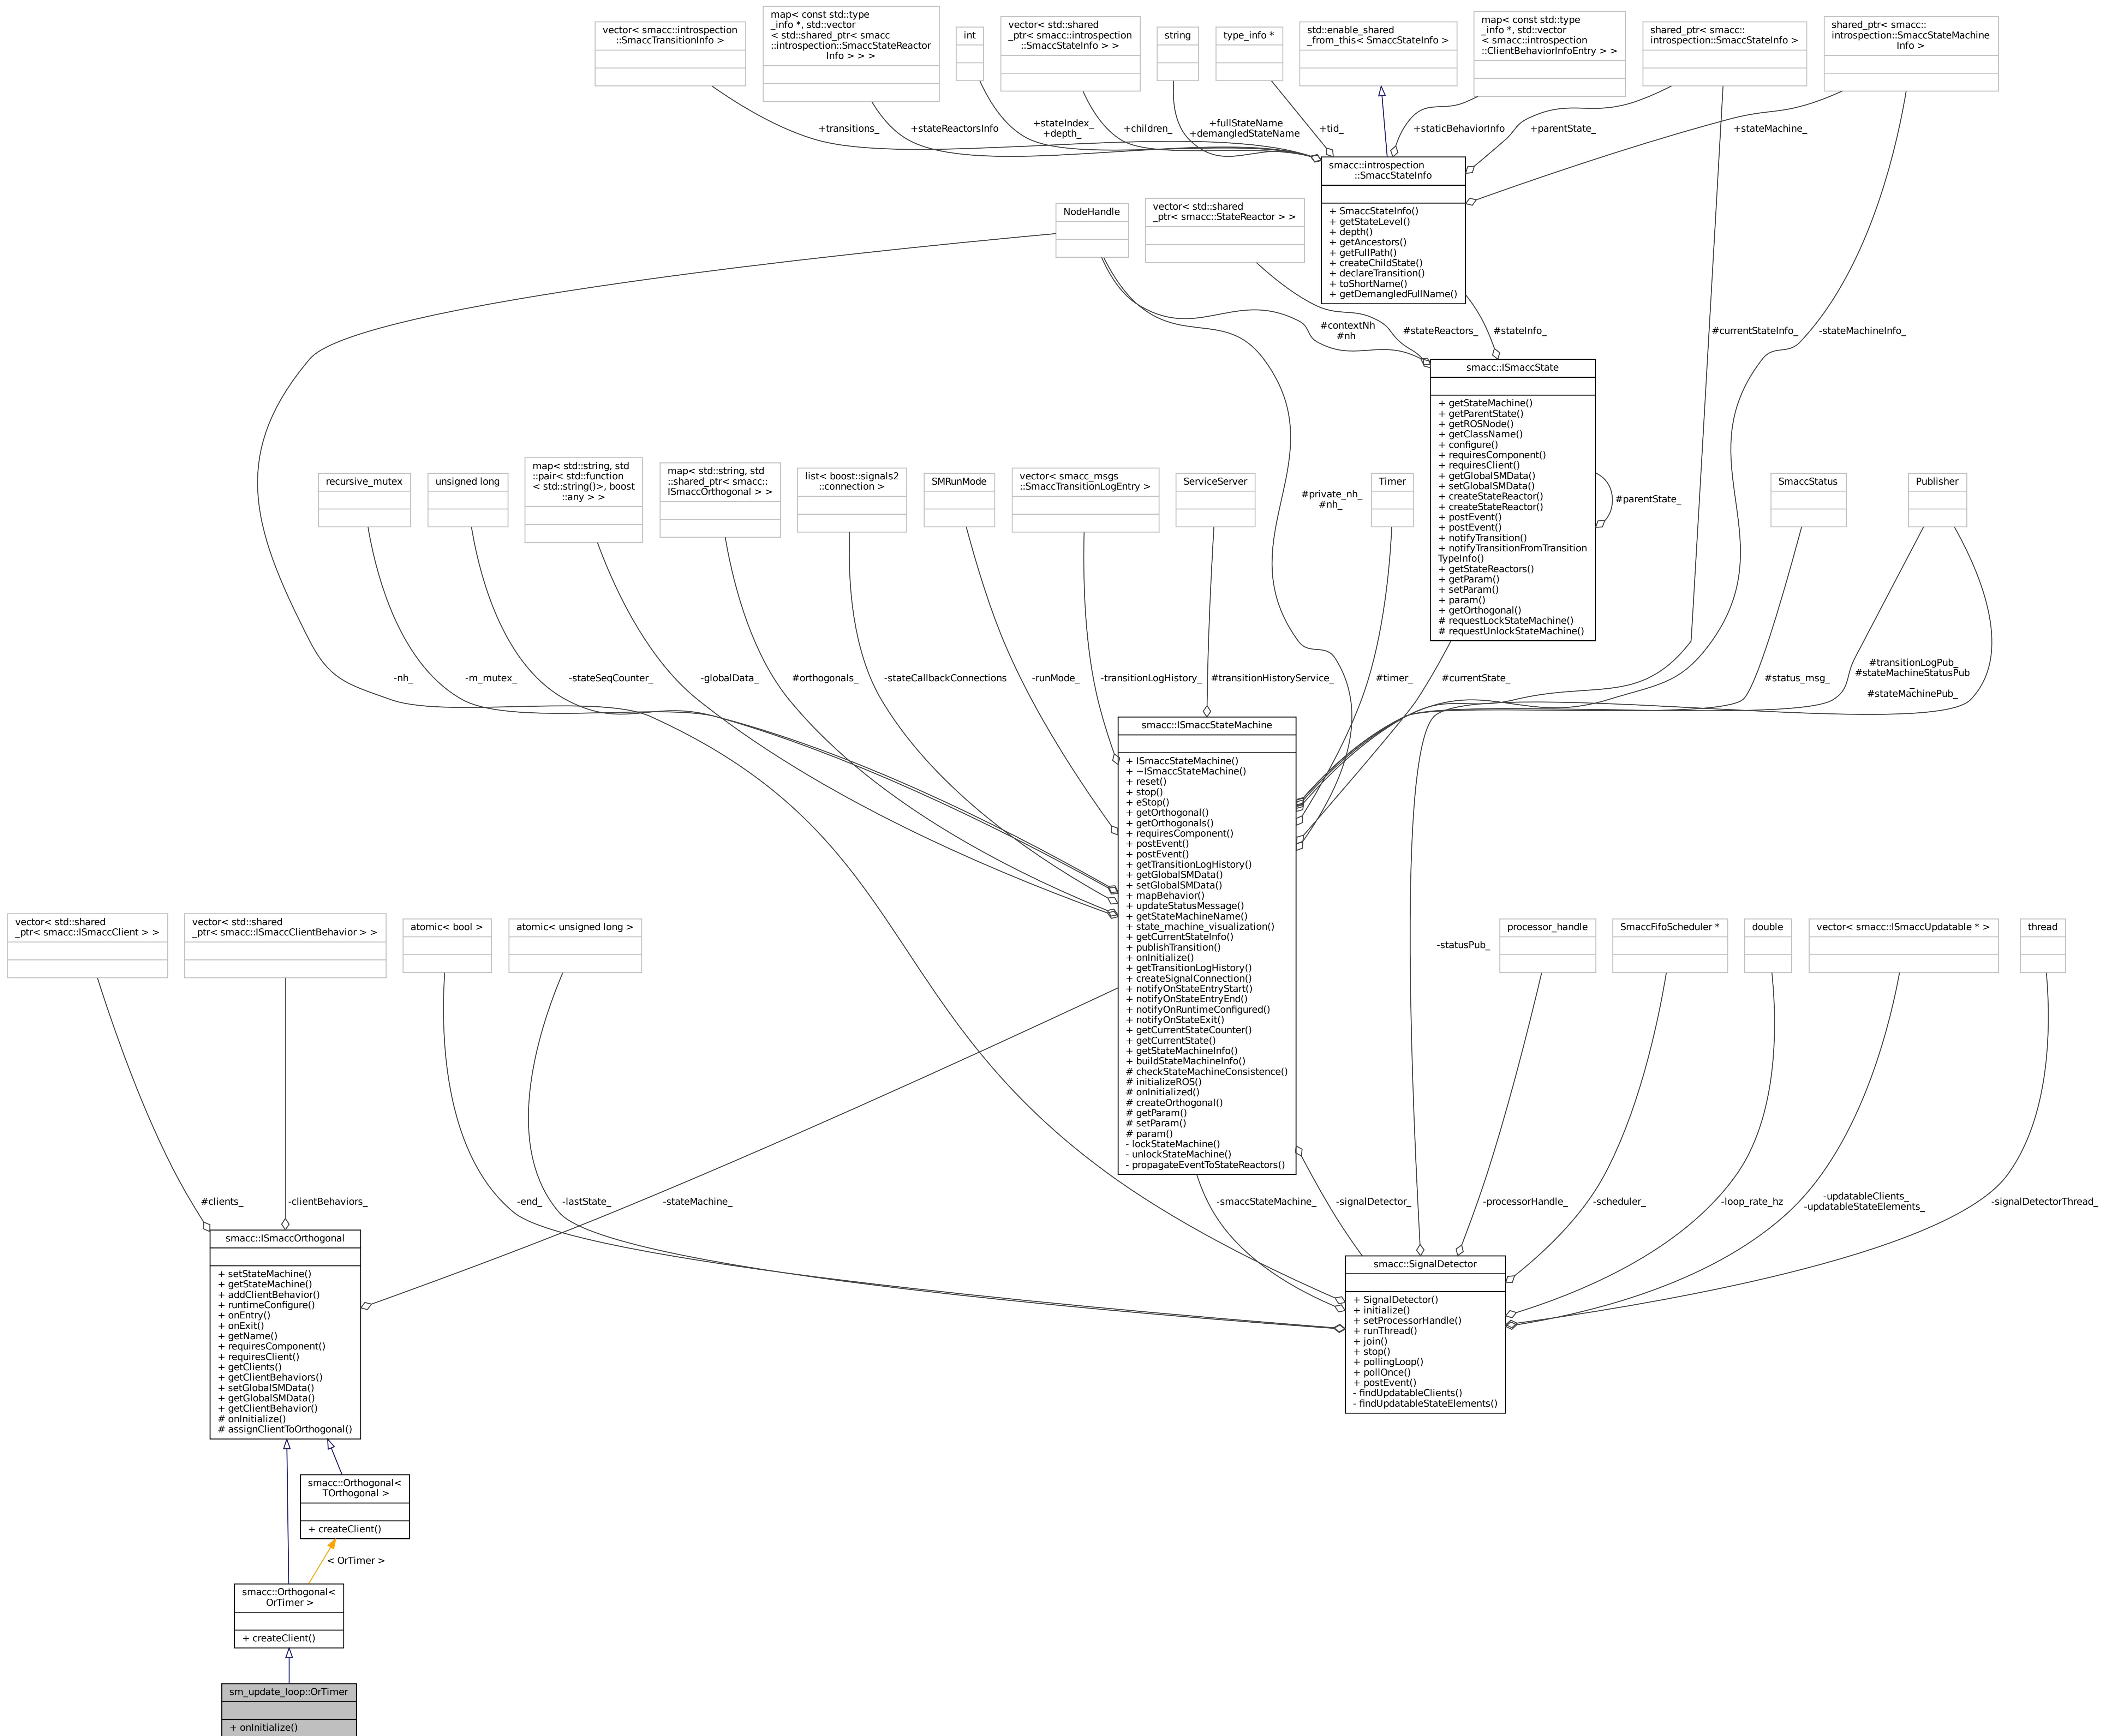 vector< smacc::introspection
::SmaccTransitionInfo >
map< const std::type
_info *, std::vector
< std::shared_ptr< smacc
::introspection::SmaccStateReactor
Info > > >
int
vector< std::shared
_ptr< smacc::introspection
::SmaccStateInfo > >
string
type_info *
std::enable_shared
_from_this< SmaccStateInfo >
map< const std::type
_info *, std::vector
< smacc::introspection
::ClientBehaviorInfoEntry > >
shared_ptr< smacc::
introspection::SmaccStateInfo >
shared_ptr< smacc::
introspection::SmaccStateMachine
Info >
+transitions_
+stateReactorsInfo
+stateIndex_
+depth_
+children_
+fullStateName
+demangledStateName
+tid_
+staticBehaviorInfo
+parentState_
+stateMachine_
smacc::introspection
::SmaccStateInfo
+ SmaccStateInfo()
+ getStateLevel()
+ depth()
+ getAncestors()
+ getFullPath()
+ createChildState()
+ declareTransition()
+ toShortName()
+ getDemangledFullName()
NodeHandle
vector< std::shared
_ptr< smacc::StateReactor > >
#contextNh
#nh
#stateReactors_
#stateInfo_
#currentStateInfo_
-stateMachineInfo_
smacc::ISmaccState
+ getStateMachine()
+ getParentState()
+ getROSNode()
+ getClassName()
+ configure()
+ requiresComponent()
+ requiresClient()
+ getGlobalSMData()
+ setGlobalSMData()
+ createStateReactor()
+ createStateReactor()
+ postEvent()
+ postEvent()
+ notifyTransition()
+ notifyTransitionFromTransition
TypeInfo()
+ getStateReactors()
+ getParam()
+ setParam()
+ param()
+ getOrthogonal()
# requestLockStateMachine()
# requestUnlockStateMachine()
#parentState_
recursive_mutex
unsigned long
map< std::string, std
::pair< std::function
< std::string()>, boost
::any > >
map< std::string, std
::shared_ptr< smacc::
ISmaccOrthogonal > >
list< boost::signals2
::connection >
SMRunMode
vector< smacc_msgs
::SmaccTransitionLogEntry >
ServiceServer
#private_nh_
#nh_
Timer
SmaccStatus
Publisher
-nh_
-m_mutex_
-stateSeqCounter_
-globalData_
#orthogonals_
-stateCallbackConnections
-runMode_
-transitionLogHistory_
#transitionHistoryService_
#timer_
#currentState_
#status_msg_
#transitionLogPub_
#stateMachineStatusPub
_
#stateMachinePub_
smacc::ISmaccStateMachine
+ ISmaccStateMachine()
+ ~ISmaccStateMachine()
+ reset()
+ stop()
+ eStop()
+ getOrthogonal()
+ getOrthogonals()
+ requiresComponent()
+ postEvent()
+ postEvent()
+ getTransitionLogHistory()
+ getGlobalSMData()
+ setGlobalSMData()
+ mapBehavior()
+ updateStatusMessage()
+ getStateMachineName()
+ state_machine_visualization()
+ getCurrentStateInfo()
+ publishTransition()
+ onInitialize()
+ getTransitionLogHistory()
+ createSignalConnection()
+ notifyOnStateEntryStart()
+ notifyOnStateEntryEnd()
+ notifyOnRuntimeConfigured()
+ notifyOnStateExit()
+ getCurrentStateCounter()
+ getCurrentState()
+ getStateMachineInfo()
+ buildStateMachineInfo()
# checkStateMachineConsistence()
# initializeROS()
# onInitialized()
# createOrthogonal()
# getParam()
# setParam()
# param()
- lockStateMachine()
- unlockStateMachine()
- propagateEventToStateReactors()
vector< std::shared
_ptr< smacc::ISmaccClient > >
vector< std::shared
_ptr< smacc::ISmaccClientBehavior > >
atomic< bool >
atomic< unsigned long >
-statusPub_
processor_handle
SmaccFifoScheduler *
double
vector< smacc::ISmaccUpdatable * >
thread
#clients_
-clientBehaviors_
-end_
-lastState_
-stateMachine_
-smaccStateMachine_
-signalDetector_
-processorHandle_
-scheduler_
-loop_rate_hz
-updatableClients_
-updatableStateElements_
-signalDetectorThread_
smacc::ISmaccOrthogonal
+ setStateMachine()
+ getStateMachine()
+ addClientBehavior()
+ runtimeConfigure()
+ onEntry()
+ onExit()
+ getName()
+ requiresComponent()
+ requiresClient()
+ getClients()
+ getClientBehaviors()
+ setGlobalSMData()
+ getGlobalSMData()
+ getClientBehavior()
# onInitialize()
# assignClientToOrthogonal()
smacc::SignalDetector
+ SignalDetector()
+ initialize()
+ setProcessorHandle()
+ runThread()
+ join()
+ stop()
+ pollingLoop()
+ pollOnce()
+ postEvent()
- findUpdatableClients()
- findUpdatableStateElements()
smacc::Orthogonal<
TOrthogonal >
+ createClient()
< OrTimer >
smacc::Orthogonal<
OrTimer >
+ createClient()
sm_update_loop::OrTimer
+ onInitialize()